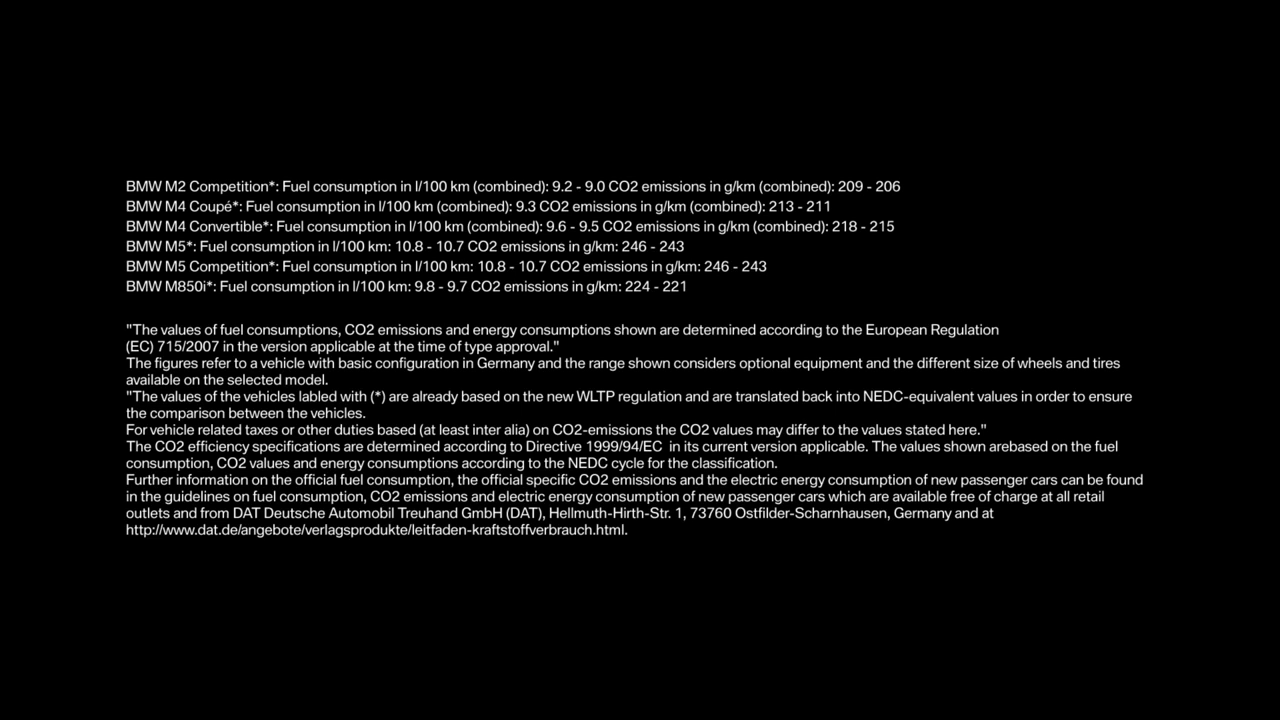 BMW M2 Competition*: Fuel consumption in l/100 km (combined): 9.2 - 9.0 CO2 emissions in g/km (combined): 209 - 206
BMW M4 Coupé*: Fuel consumption in l/100 km (combined): 9.3 CO2 emissions in g/km (combined): 213 - 211
BMW M4 Convertible*: Fuel consumption in l/100 km (combined): 9.6 - 9.5 CO2 emissions in g/km (combined): 218 - 215
BMW M5*: Fuel consumption in l/100 km: 10.8 - 10.7 CO2 emissions in g/km: 246 - 243
BMW M5 Competition*: Fuel consumption in l/100 km: 10.8 - 10.7 CO2 emissions in g/km: 246 - 243
BMW M850i*: Fuel consumption in l/100 km: 9.8 - 9.7 CO2 emissions in g/km: 224 - 221
"The values of fuel consumptions, CO2 emissions and energy consumptions shown are determined according to the European Regulation
(EC) 715/2007 in the version applicable at the time of type approval."
The figures refer to a vehicle with basic configuration in Germany and the range shown considers optional equipment and the different size of wheels and tires
available on the selected model.
"The values of the vehicles labled with (*) are already based on the new WLTP regulation and are translated back into NEDC-equivalent values in order to ensure
the comparison between the vehicles.
For vehicle related taxes or other duties based (at least inter alia) on CO2-emissions the CO2 values may differ to the values stated here."
The CO2 efficiency specifications are determined according to Directive 1999/94/EC  in its current version applicable. The values shown arebased on the fuel
consumption, CO2 values and energy consumptions according to the NEDC cycle for the classification.
Further information on the official fuel consumption, the official specific CO2 emissions and the electric energy consumption of new passenger cars can be found
in the guidelines on fuel consumption, CO2 emissions and electric energy consumption of new passenger cars which are available free of charge at all retail
outlets and from DAT Deutsche Automobil Treuhand GmbH (DAT), Hellmuth-Hirth-Str. 1, 73760 Ostfilder-Scharnhausen, Germany and at
http://www.dat.de/angebote/verlagsprodukte/leitfaden-kraftstoffverbrauch.html.